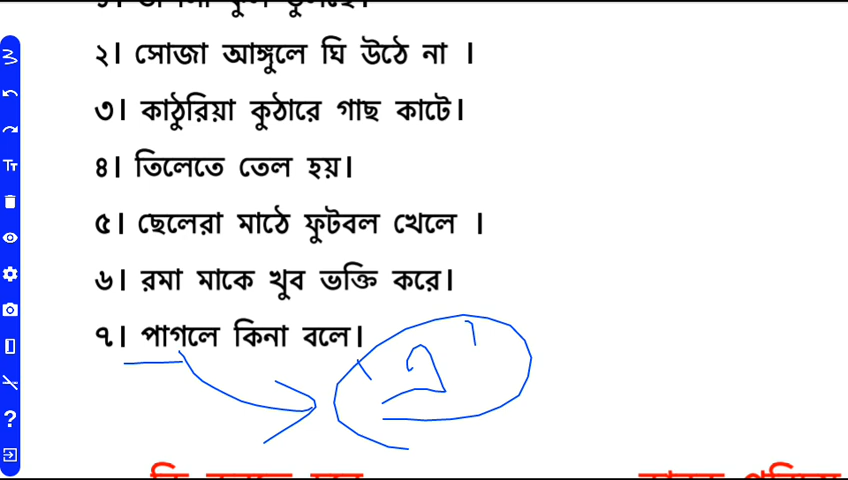 ২। সোজা আঙ্গুলে ঘি উঠে না ।
৩। কাঠুরিয়া কুঠারে গাছ কাটে।
৪। তিলেতে তেল হয়।
৫। ছেলেরা মাঠে ফুটবল খেলে ।
৬। রমা মাকে খুব ভক্তি করে।
৭। পাগলে কিনা বলে।